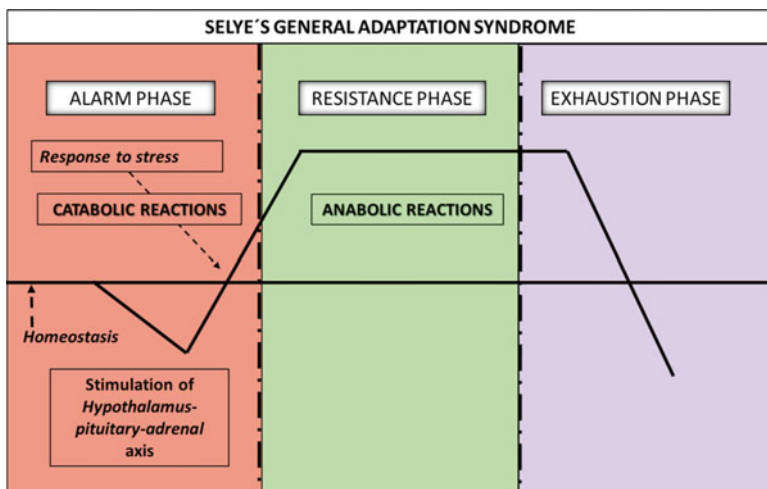 SELYE´S GENERAL ADAPTATION SYNDROME
ALARM PHASE
RESISTANCE PHASE
EXHAUSTION PHASE
Response to stress
CATABOLIC REACTIONS
ANABOLIC REACTIONS
Homeostasis
Stimulation of
Hypothalamus-
pituitary-adrenal
axis